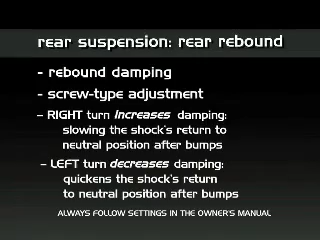 rear suspension: rear rebound
- rebound damping
- screw-type adjustment
– RIGHT turn Increases damping:
slowing the shock's return to
neutral position after bumps
– LEFT turn decreases damping:
quickens the shock's return
to neutral position after bumps
ALWAYS FOLLOW SETTINGS IN THE OWNER'S MANUAL